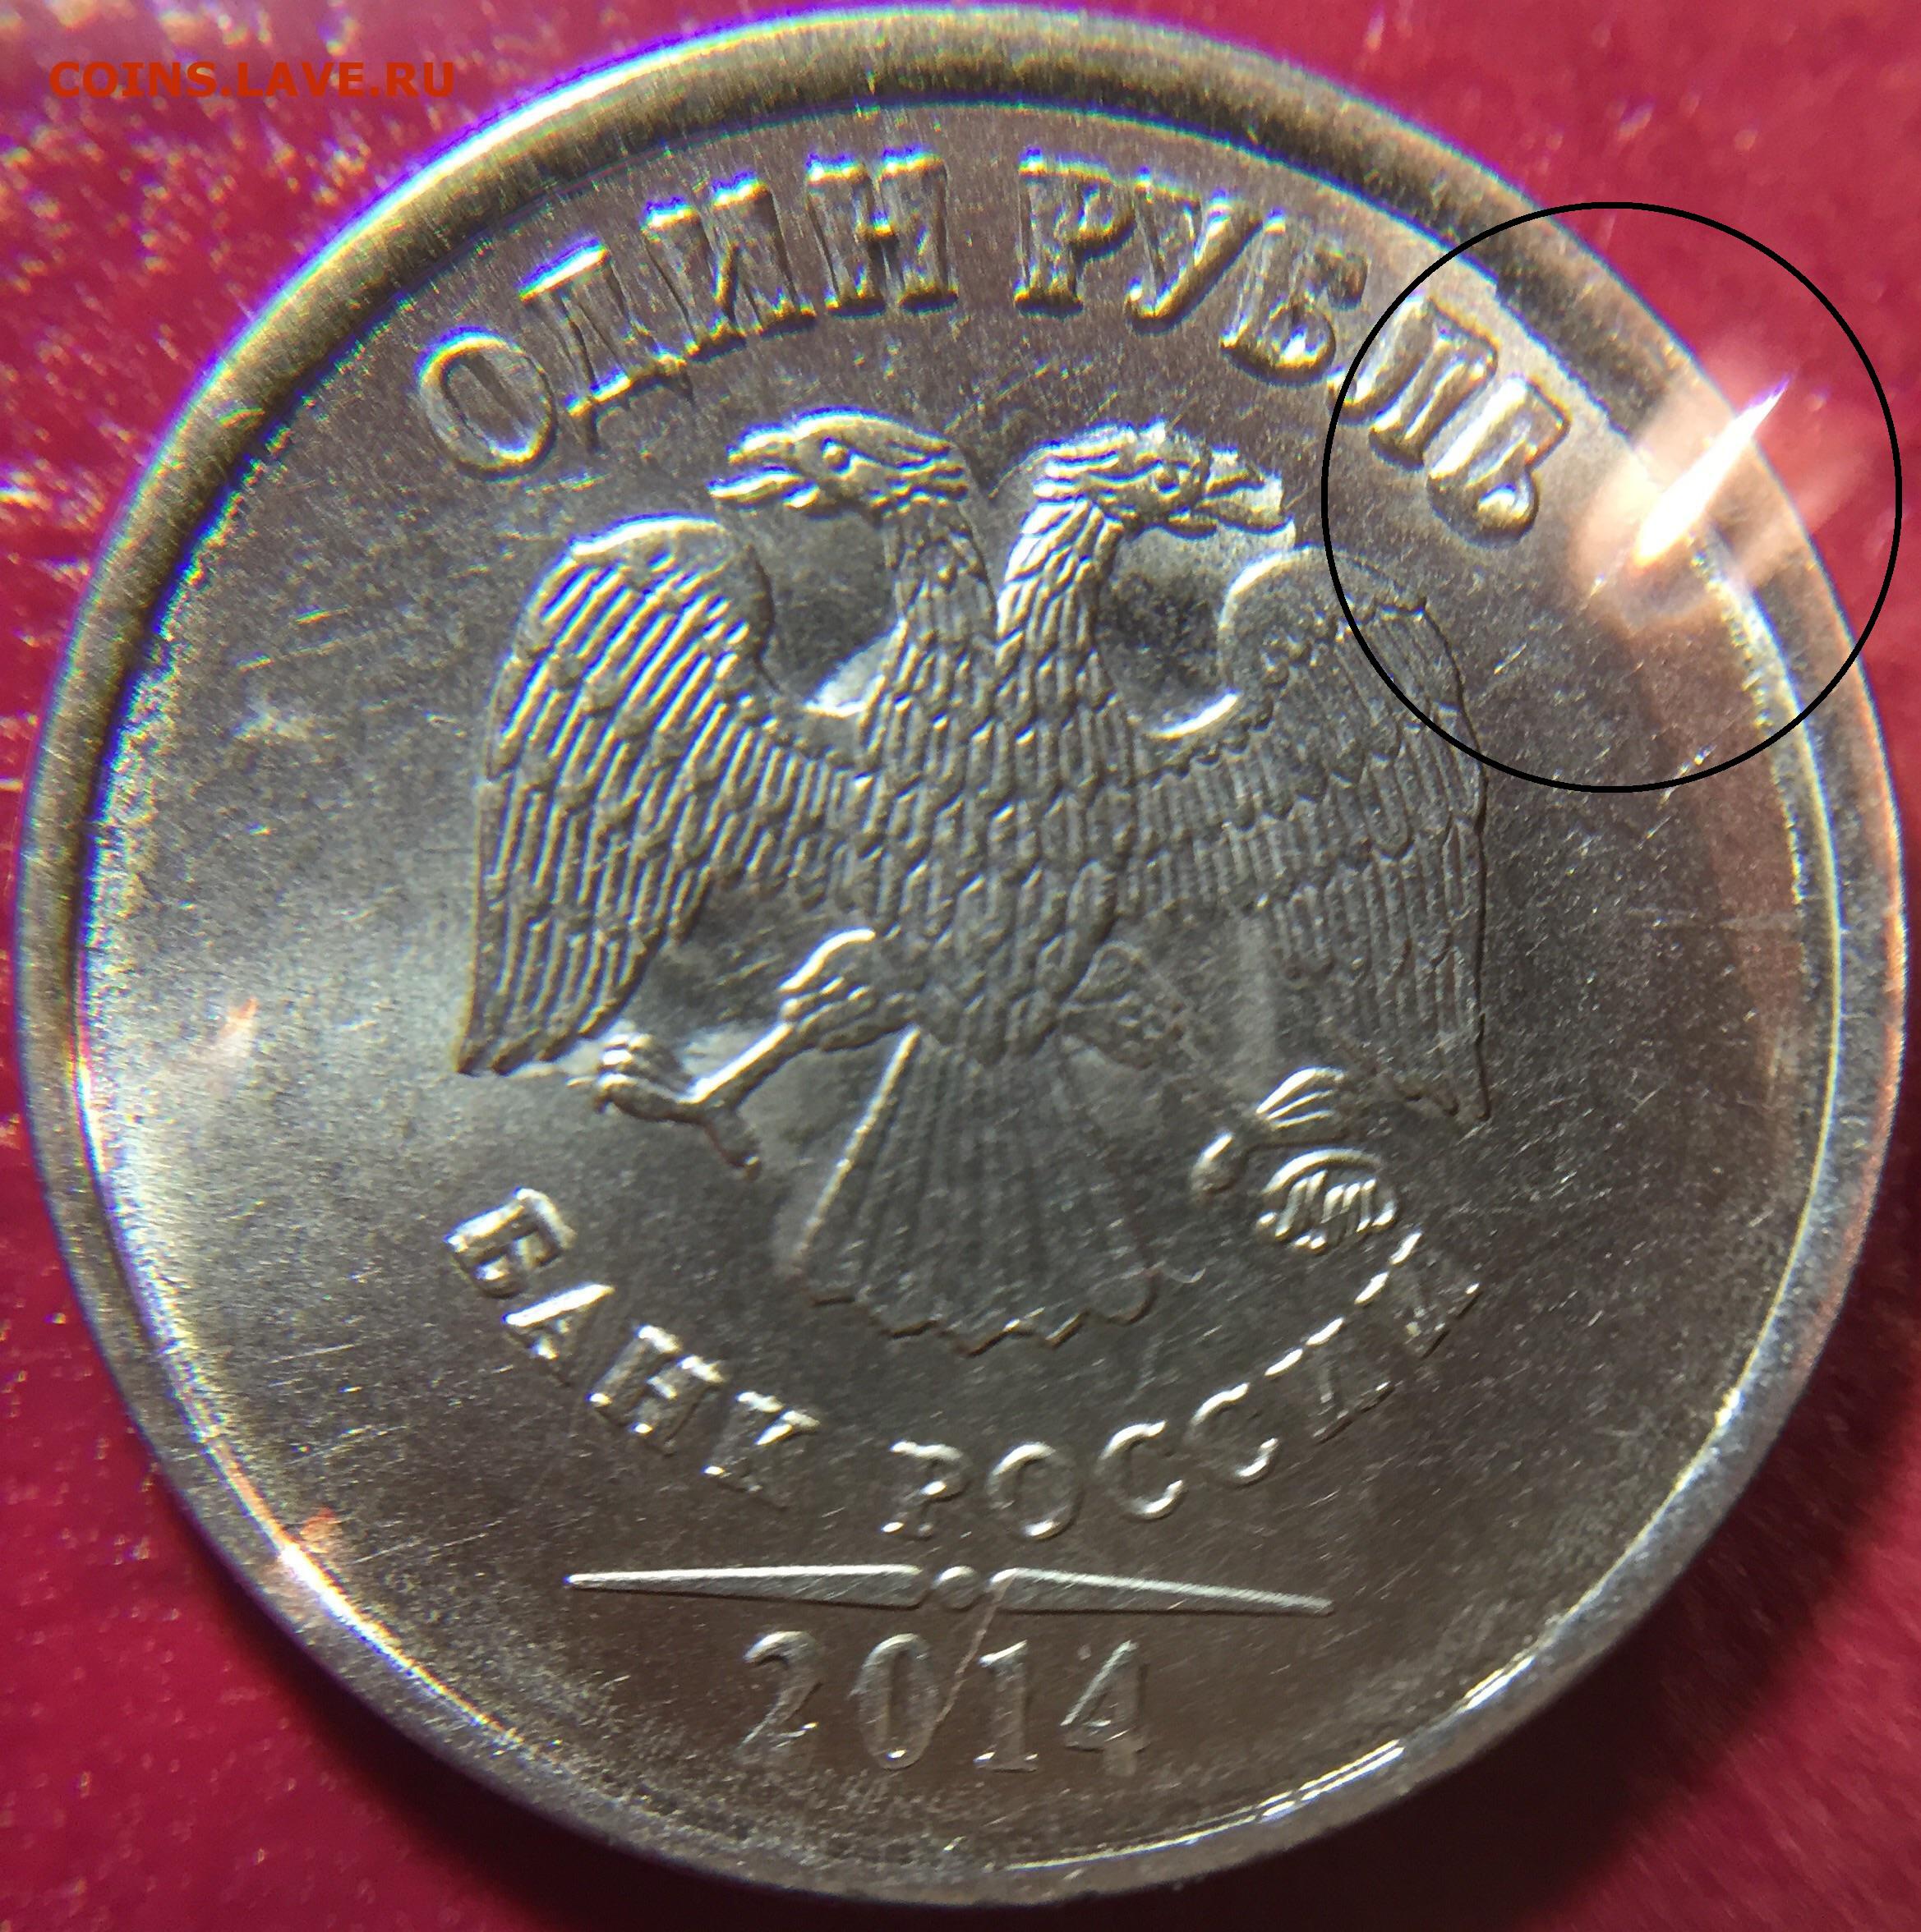 COINS.LAVE.RU
ОДИН РУБЛЬ
БАНК РОССИИ
2014